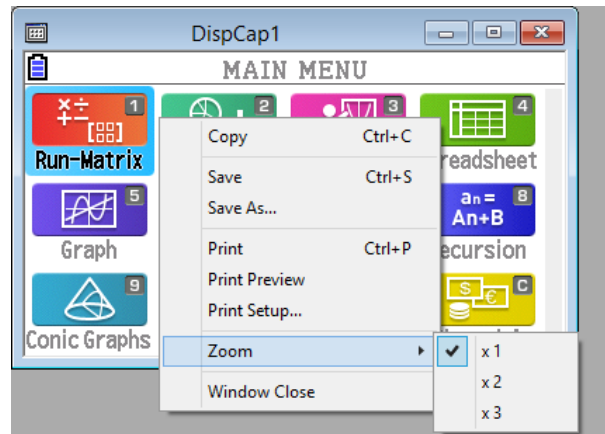 DispCap1
MAIN MENU
×÷ 1
+− [88]
Run-Matrix
2
3
4
readsheet
5
Graph
an= 8
An+B
ecursion
9
Conic Graphs
$ € C
Copy Ctrl+C
Save Ctrl+S
Save As...
Print Ctrl+P
Print Preview
Print Setup...
Zoom
Window Close
x 1
x 2
x 3